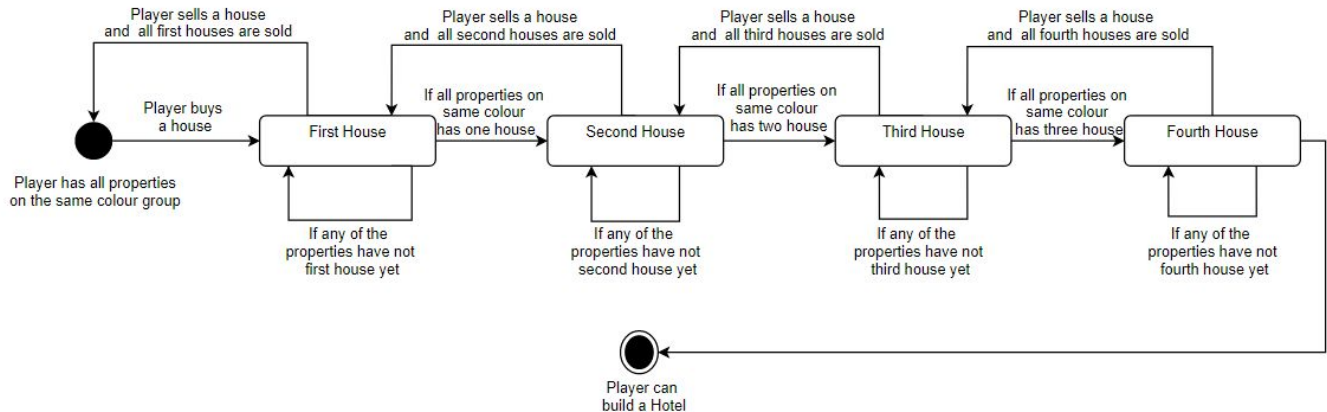 Player sells a house
and all first houses are sold
Player sells a house
and all second houses are sold
Player sells a house
and all third houses are sold
Player sells a house
and all fourth houses are sold
Player buys
a house
If all properties on
same colour
has one house
If all properties on
same colour
has two house
If all properties on
same colour
has three house
First House
Second House
Third House
Fourth House
Player has all properties
on the same colour group
If any of the
properties have not
first house yet
If any of the
properties have not
second house yet
If any of the
properties have not
third house yet
If any of the
properties have not
fourth house yet
Player can
build a Hotel